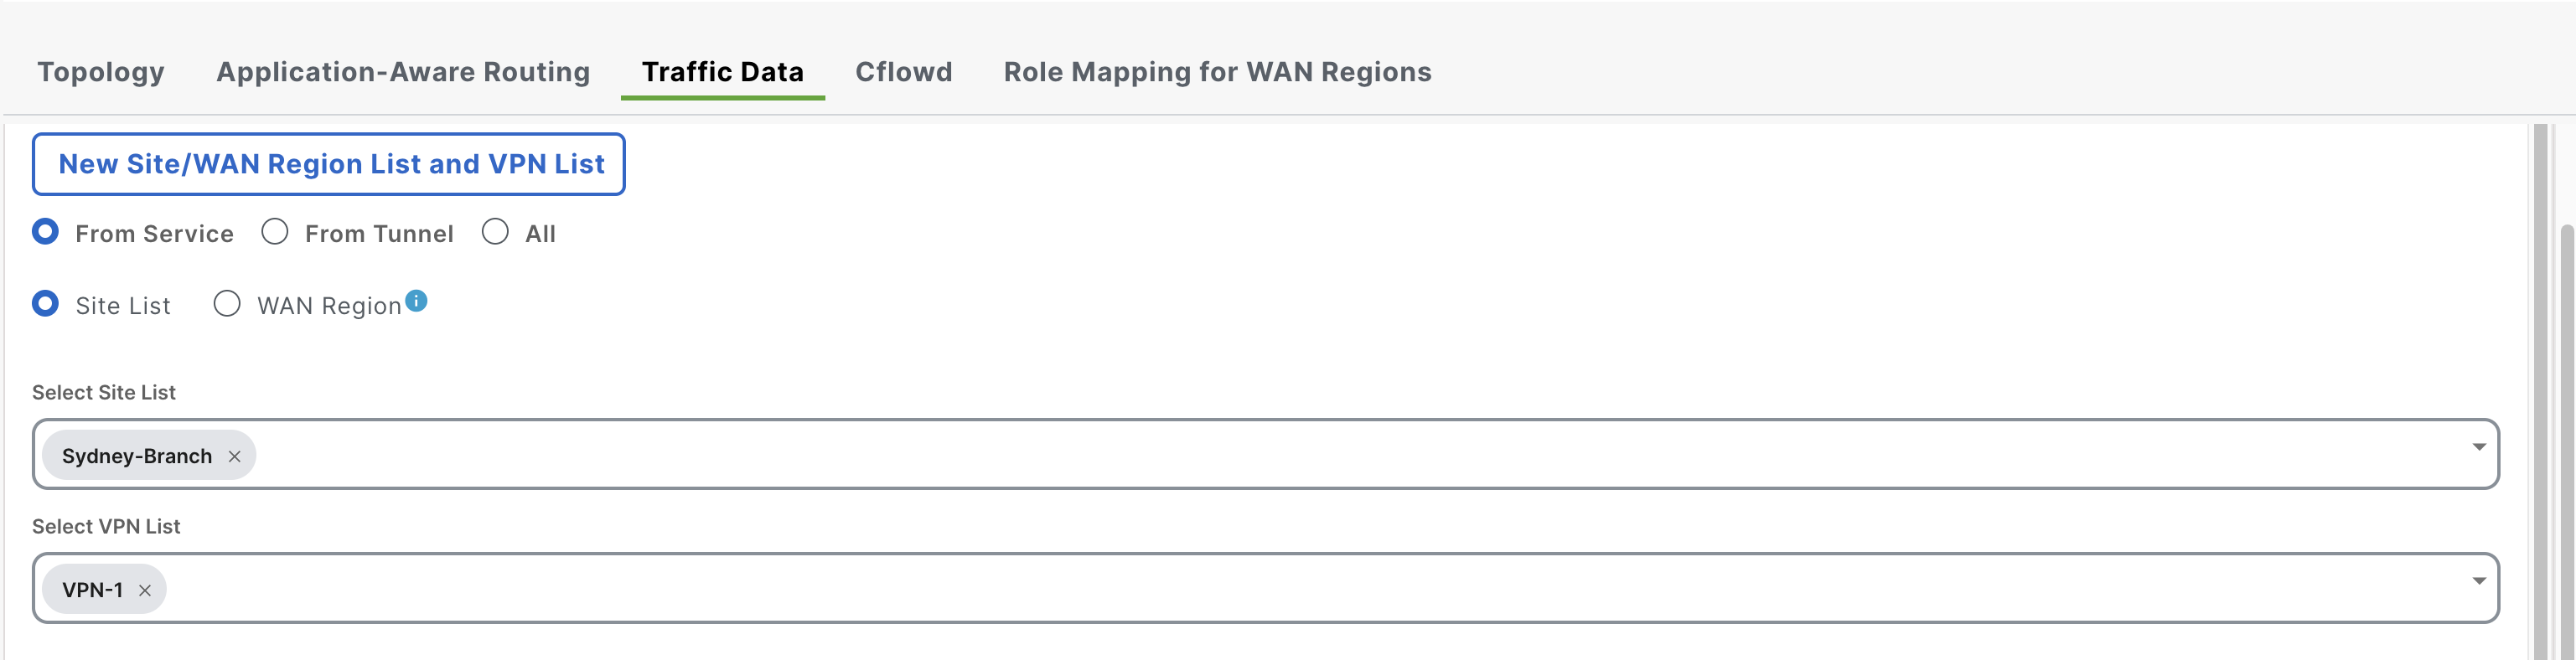 Topology Application-Aware Routing Traffic Data Cflowd Role Mapping for WAN Regions
New Site/WAN Region List and VPN List
From Service From Tunnel All
Site List WAN Region i
Select Site List
Sydney-Branch ×
Select VPN List
VPN-1 ×